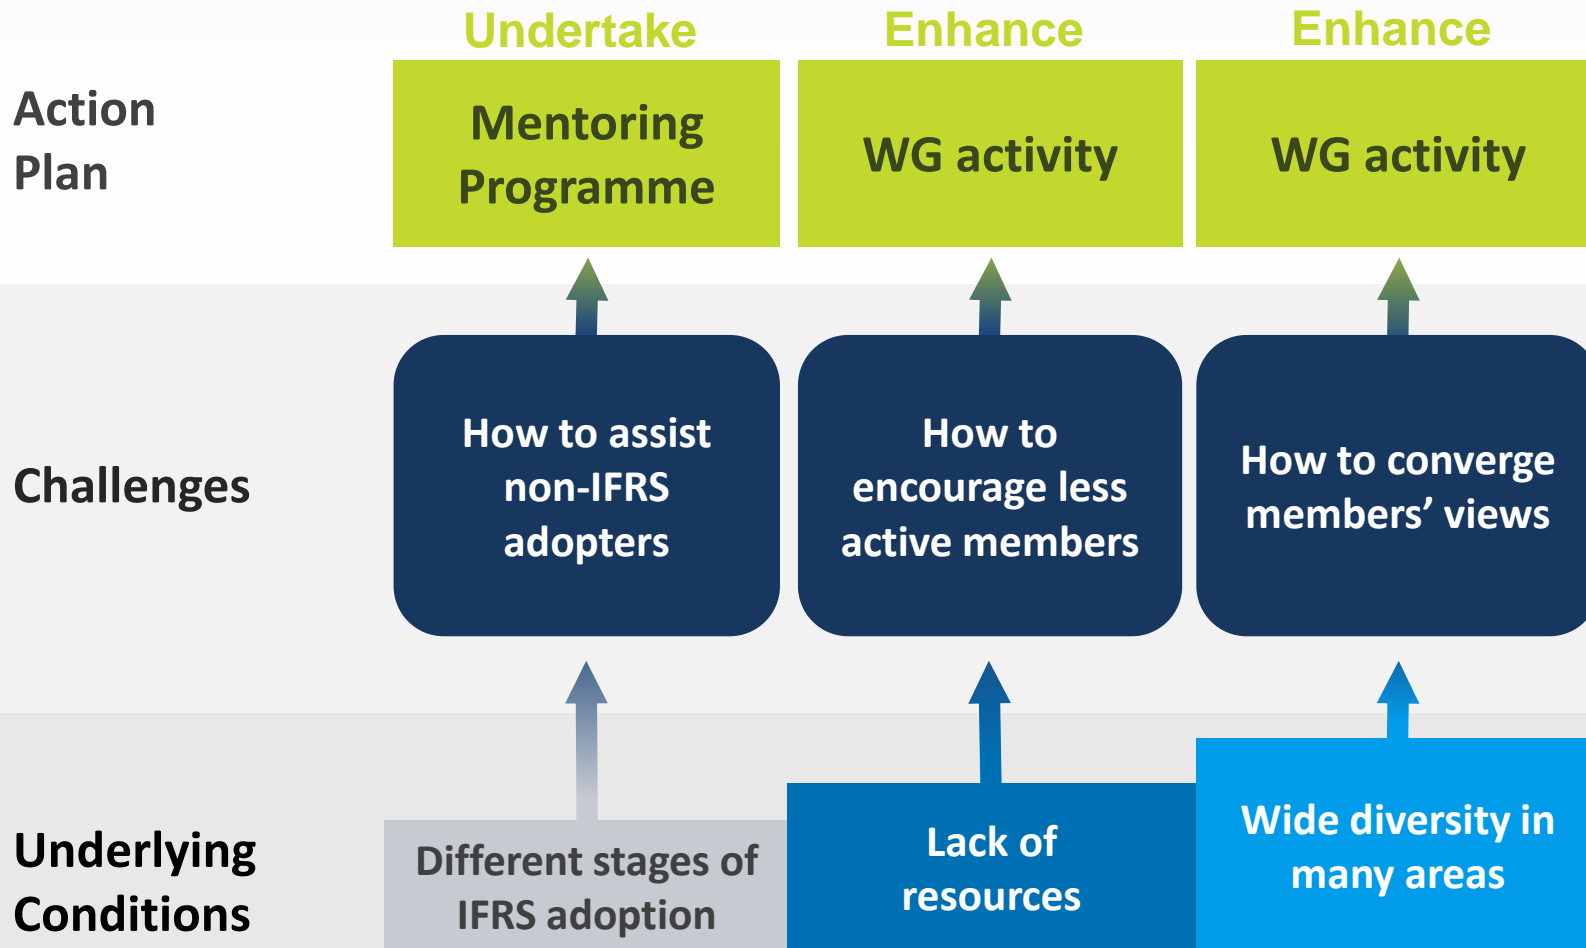 Undertake
Enhance
Enhance
Action
Plan
Mentoring
Programme
WG activity
WG activity
Challenges
How to assist
non-IFRS
adopters
How to
encourage less
active members
How to converge
members’ views
Underlying
Conditions
Different stages of
IFRS adoption
Lack of
resources
Wide diversity in
many areas